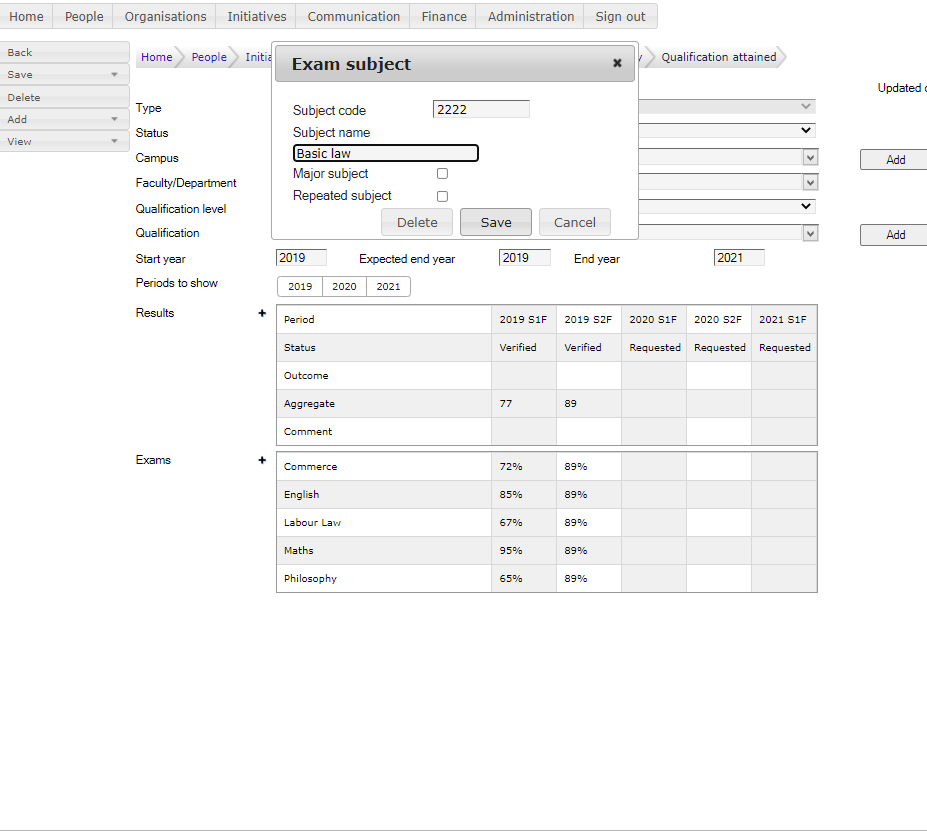 Home People Organisations Initiatives Communication Finance Administration Sign out
Back
Save
Delete
Add
View
Home People Qualification attained
Exam subject
Updated
Subject code 2222
Subject name
Basic law
Major subject
Repeated subject
Delete Save Cancel
Type
Status
Campus Add
Faculty/Department
Qualification level
Qualification Add
Start year 2019 Expected end year 2019 End year 2021
Periods to show 2019 2020 2021
Results +
Period 2019 S1F 2019 S2F 2020 S1F 2020 S2F 2021 S1F
Status Verified Verified Requested Requested Requested
Outcome
Aggregate 77 89
Comment
Exams +
Commerce 72% 89%
English 85% 89%
Labour Law 67% 89%
Maths 95% 89%
Philosophy 65% 89%